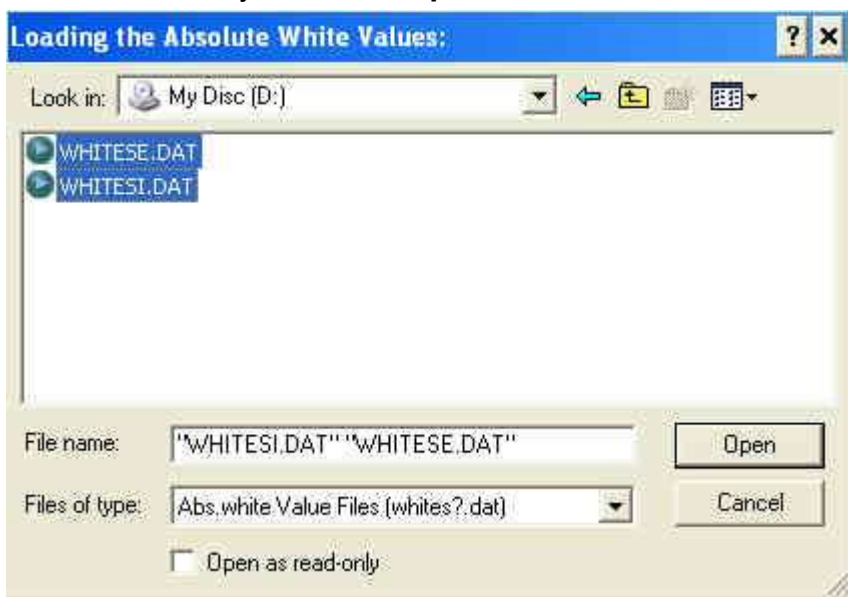 Loading the Absolute White Values:
Look in: My Disc (D:)
WHITESE.DAT
WHITESI.DAT
File name: "WHITESI.DAT" "WHITESE.DAT"
Open
Files of type: Abs.white Value Files (whites?.dat)
Cancel
Open as read-only